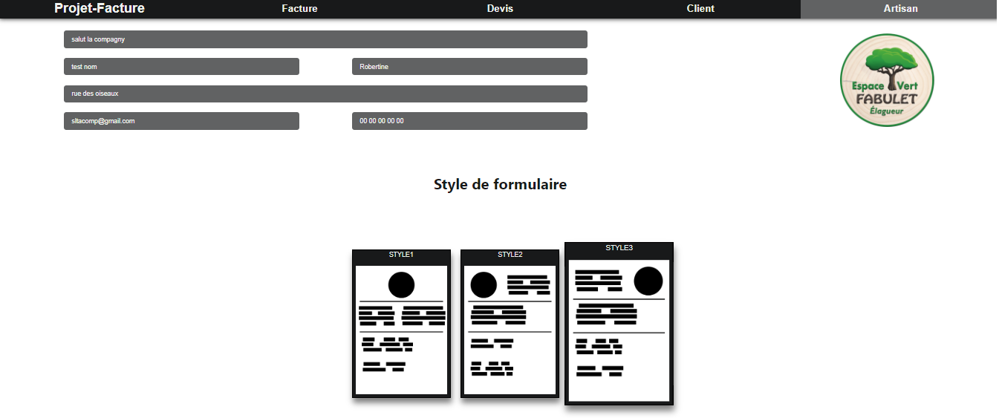 Projet-Facture Facture Devis Client Artisan
salut la compagny
test nom Robertine
rue des oiseaux
sltacomp@gmail.com 00 00 00 00 00
Espace Vert
FABULET
Élagueur
Style de formulaire
STYLE1 STYLE2 STYLE3